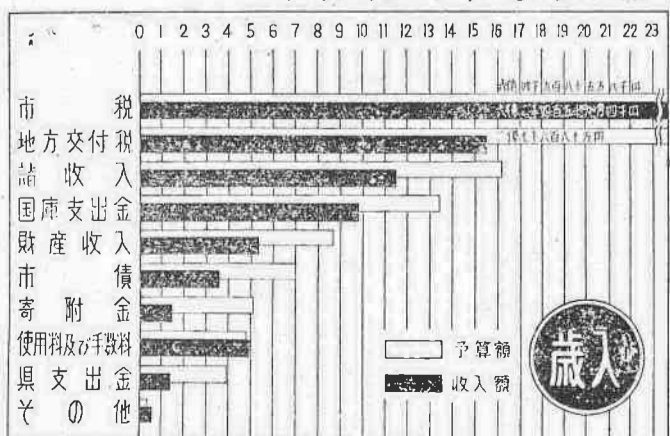 0 1 2 3 4 5 6 7 8 9 10 11 12 13 14 15 16 17 18 19 20 21 22 23
市税
地方交付税
諸収入
国庫支出金
財産収入
市債
寄附金
使用料及び手数料
県支出金
その他
予算額
収入額
歳入